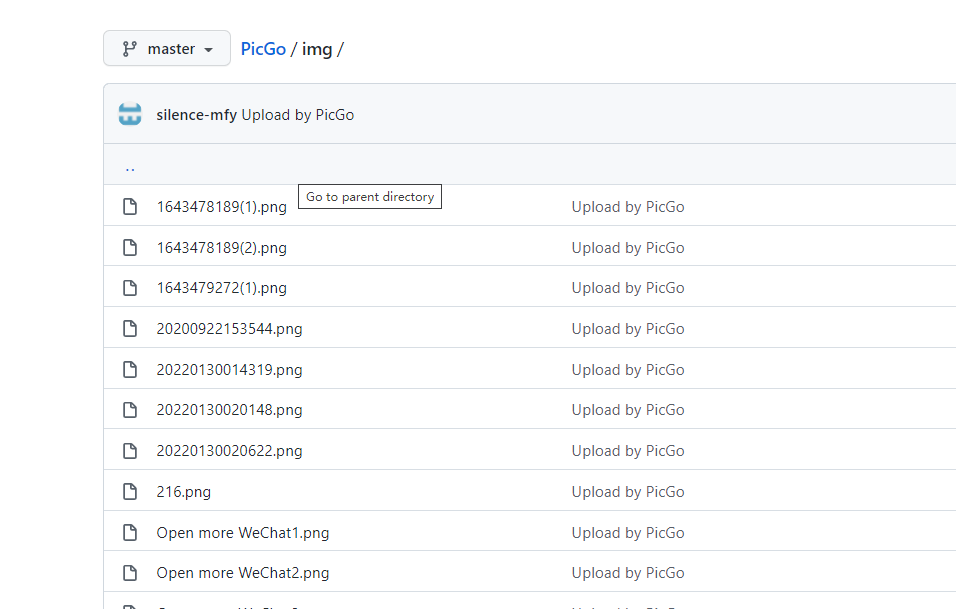 master PicGo / img /
silence-mfy Upload by PicGo
..
Go to parent directory
1643478189(1).png Upload by PicGo
1643478189(2).png Upload by PicGo
1643479272(1).png Upload by PicGo
20200922153544.png Upload by PicGo
20220130014319.png Upload by PicGo
20220130020148.png Upload by PicGo
20220130020622.png Upload by PicGo
216.png Upload by PicGo
Open more WeChat1.png Upload by PicGo
Open more WeChat2.png Upload by PicGo